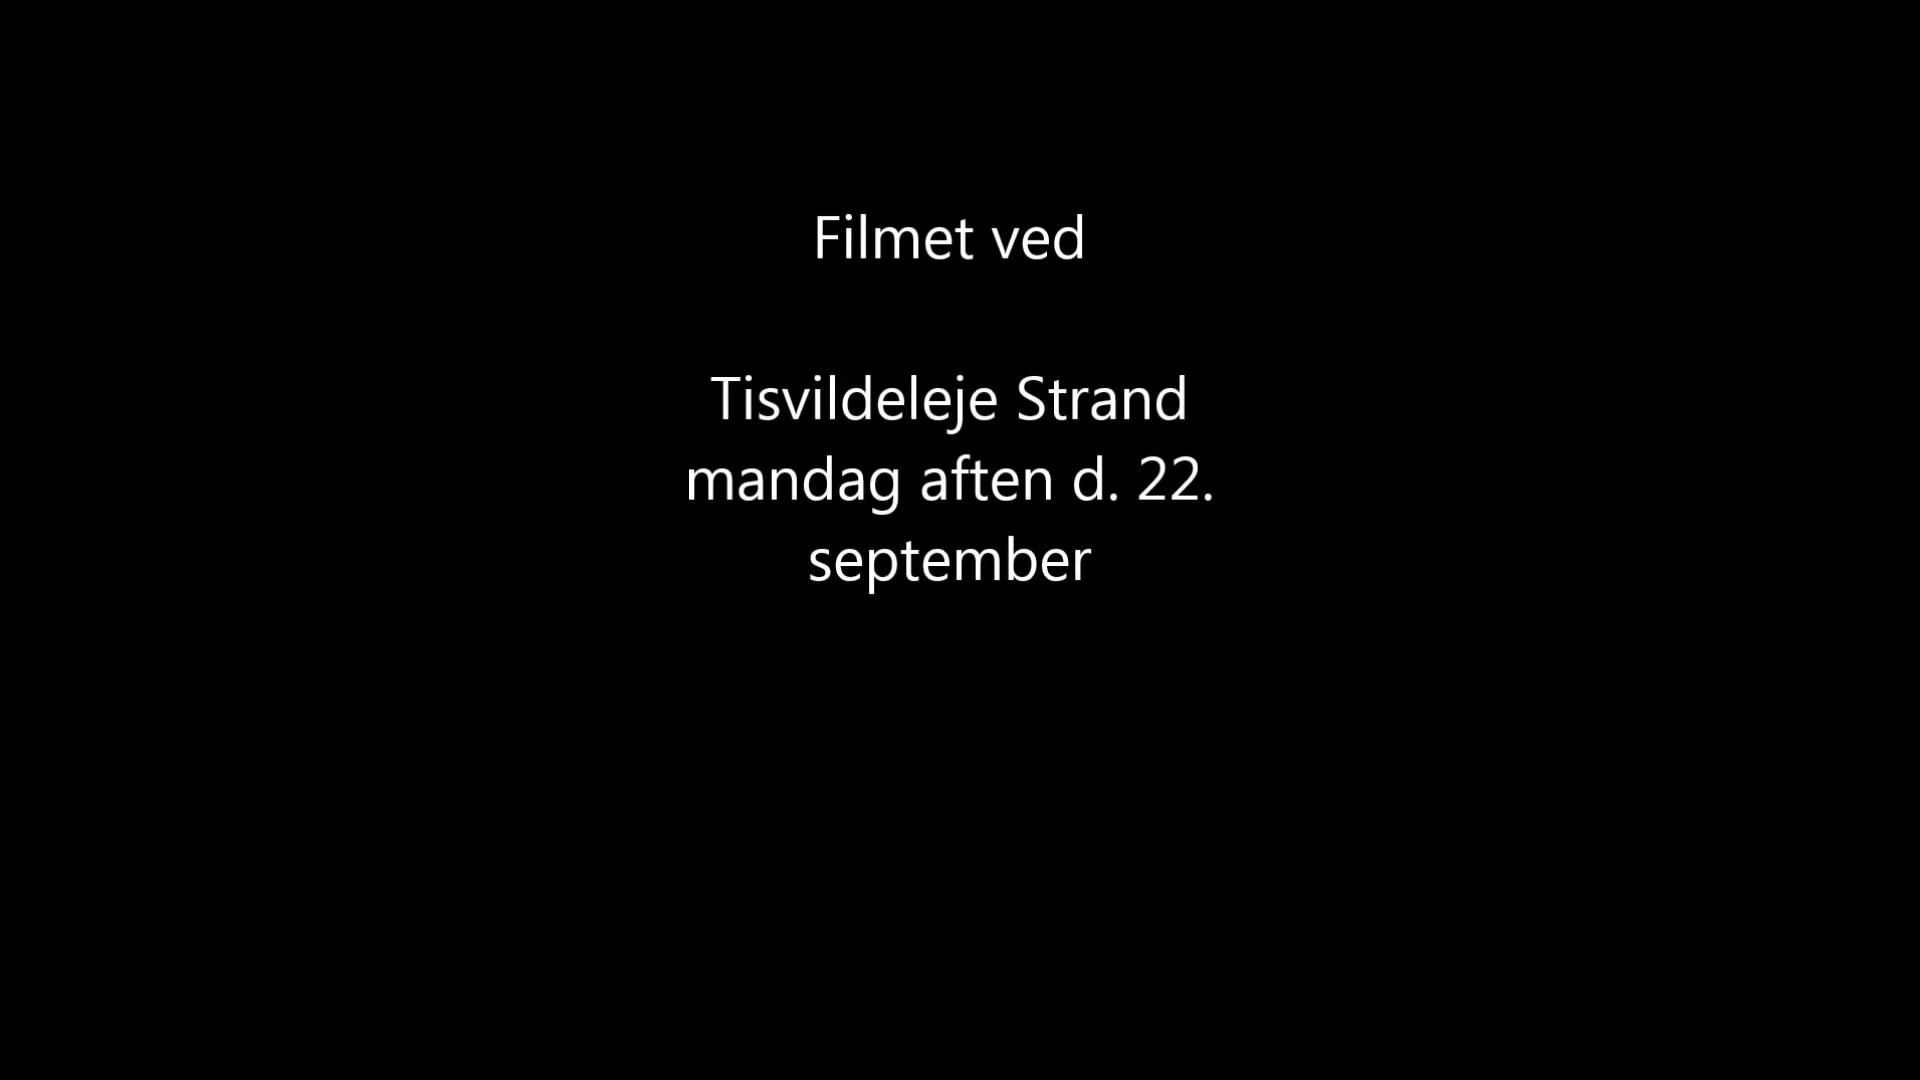 Filmet ved
Tisvildeleje Strand
mandag aften d. 22.
september